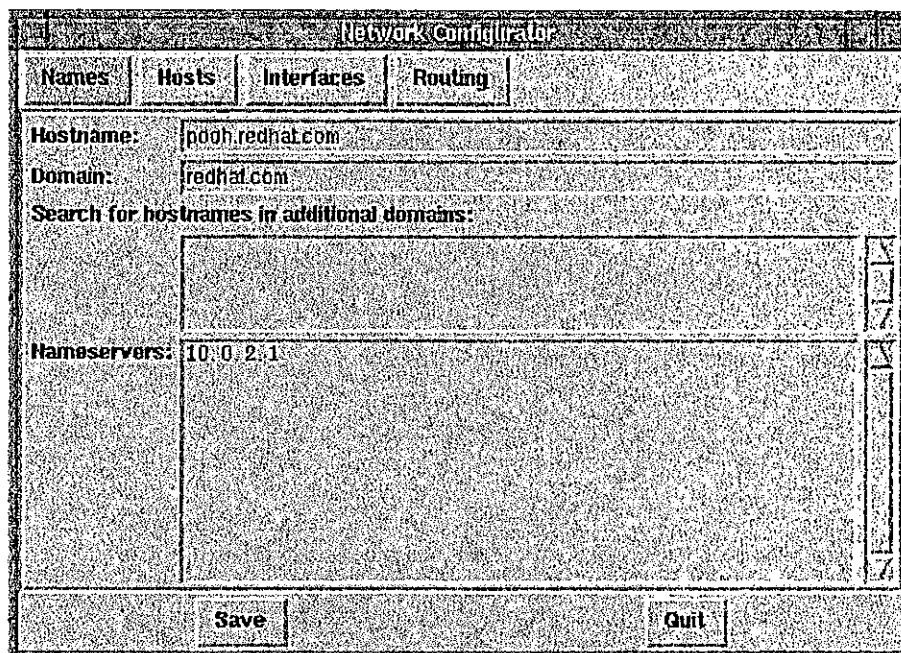 Network Configurator
Names Hosts Interfaces Routing
Hostname: pooh.redhat.com
Domain: redhat.com
Search for hostnames in additional domains:
Nameservers: 10.0.2.1
Save Quit